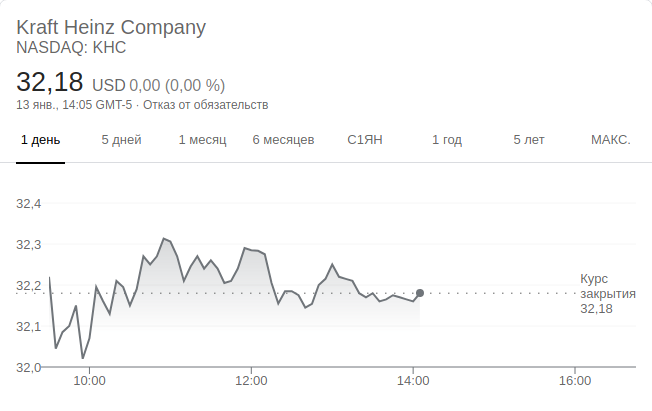 Kraft Heinz Company
NASDAQ: KHC
32,18 USD 0,00 (0,00 %)
13 янв., 14:05 GMT-5 · Отказ от обязательств
1 день 5 дней 1 месяц 6 месяцев С1ЯН 1 год 5 лет МАКС.
32,4
32,3
32,2
32,1
32,0
Курс
закрытия
32,18
10:00 12:00 14:00 16:00